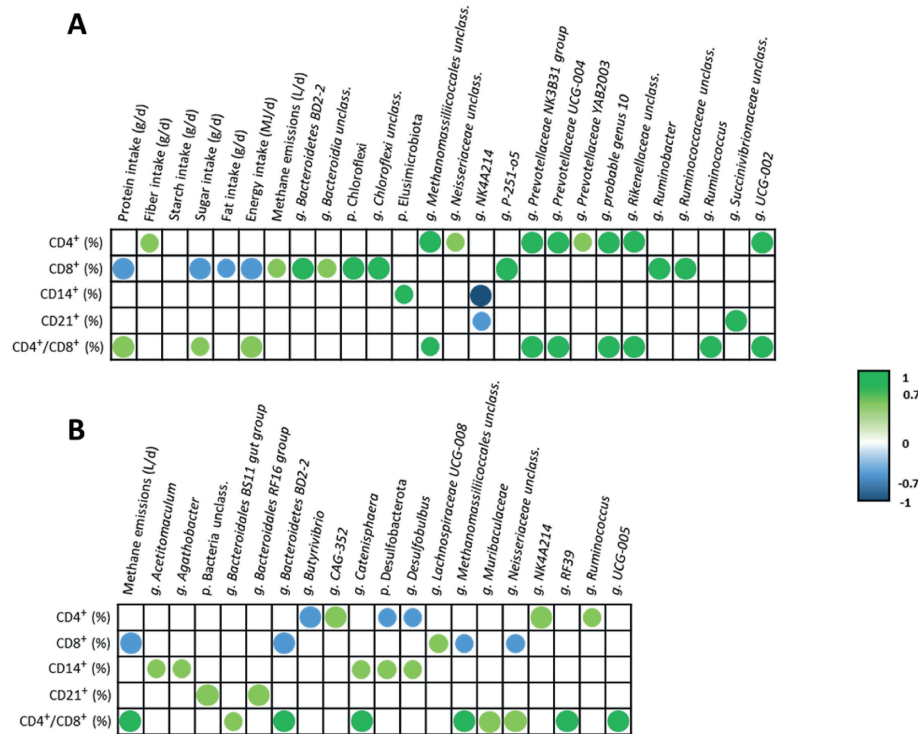 A
Protein intake (g/d)
Fiber intake (g/d)
Starch intake (g/d)
Sugar intake (g/d)
Fat intake (g/d)
Energy intake (MJ/d)
Methane emissions (L/d)
g. Bacteroidetes BD2-2
g. Bacteroidia unclass.
p. Chloroflexi
g. Chloroflexi unclass.
p. Elusimicrobiota
g. Methanomassiliicoccales unclass.
g. Neisseriaceae unclass.
g. NK4A214
g. P-251-o5
g. Prevotellaceae NK3B31 group
g. Prevotellaceae UCG-004
g. Prevotellaceae YAB2003
g. probable genus 10
g. Rikenellaceae unclass.
g. Ruminobacter
g. Ruminococcaceae unclass.
g. Ruminococcus
g. Succinivibrionaceae unclass.
g. UCG-002
CD4⁺ (%)
CD8⁺ (%)
CD14⁺ (%)
CD21⁺ (%)
CD4⁺/CD8⁺ (%)
1
0.7
0
-0.7
-1
B
Methane emissions (L/d)
g. Acetitomaculum
g. Agathobacter
p. Bacteria unclass.
g. Bacteroidales BS11 gut group
g. Bacteroidales RF16 group
g. Bacteroidetes BD2-2
g. Butyrivibrio
g. CAG-352
g. Catenisphaera
p. Desulfobacterota
g. Desulfobulbus
g. Lachnospiraceae UCG-008
g. Methanomassiliicoccales unclass.
g. Muribaculaceae
g. Neisseriaceae unclass.
g. NK4A214
g. RF39
g. Ruminococcus
g. UCG-005
CD4⁺ (%)
CD8⁺ (%)
CD14⁺ (%)
CD21⁺ (%)
CD4⁺/CD8⁺ (%)